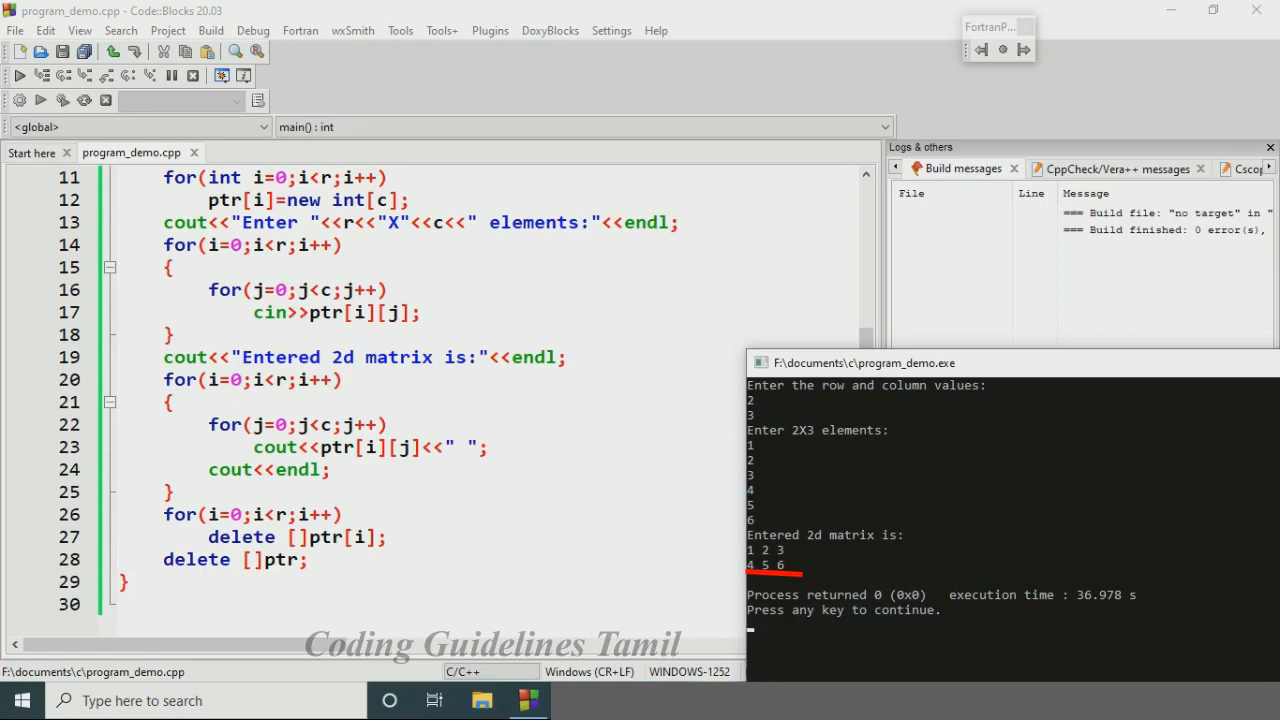 program_demo.cpp - Code::Blocks 20.03
File Edit View Search Project Build Debug Fortran wxSmith Tools Tools+ Plugins DoxyBlocks Settings Help
FortranP...
<global> main() : int
Start here program_demo.cpp
11 for(int i=0;i<r;i++)
12 ptr[i]=new int[c];
13 cout<<"Enter "<<r<<"X"<<c<<" elements:"<<endl;
14 for(i=0;i<r;i++)
15 {
16 for(j=0;j<c;j++)
17 cin>>ptr[i][j];
18 }
19 cout<<"Entered 2d matrix is:"<<endl;
20 for(i=0;i<r;i++)
21 {
22 for(j=0;j<c;j++)
23 cout<<ptr[i][j]<<" ";
24 cout<<endl;
25 }
26 for(i=0;i<r;i++)
27 delete []ptr[i];
28 delete []ptr;
29 }
30
Logs & others
Build messages CppCheck/Vera++ messages Cscop
File Line Message
=== Build file: "no target" in "
=== Build finished: 0 error(s),
F:\documents\c\program_demo.exe
Enter the row and column values:
2
3
Enter 2X3 elements:
1
2
3
4
5
6
Entered 2d matrix is:
1 2 3
4 5 6
Process returned 0 (0x0) execution time : 36.978 s
Press any key to continue.
Coding Guidelines Tamil
F:\documents\c\program_demo.cpp C/C++ Windows (CR+LF) WINDOWS-1252
Type here to search